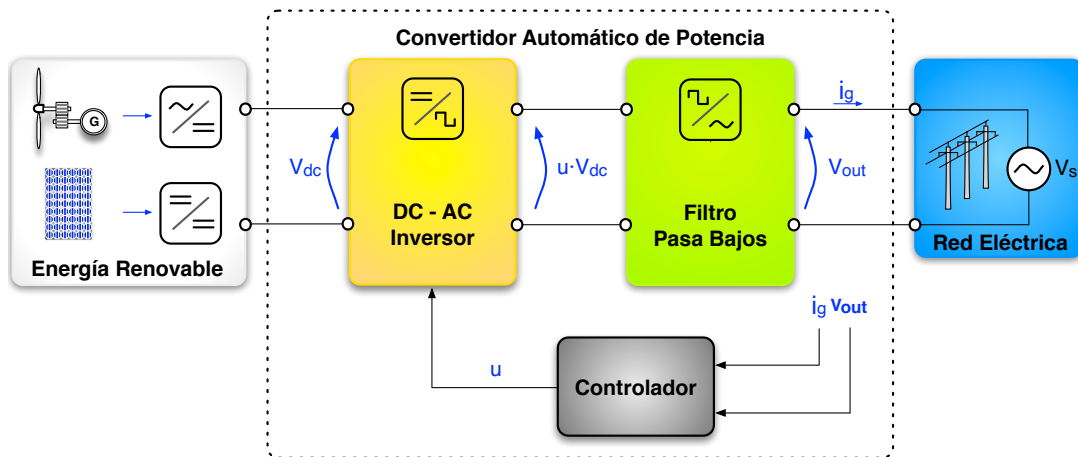 Convertidor Automático de Potencia
G
Vdc
u·Vdc
ig
Vout
Vs
DC - AC
Inversor
Filtro
Pasa Bajos
Red Eléctrica
Energía Renovable
ig Vout
u
Controlador